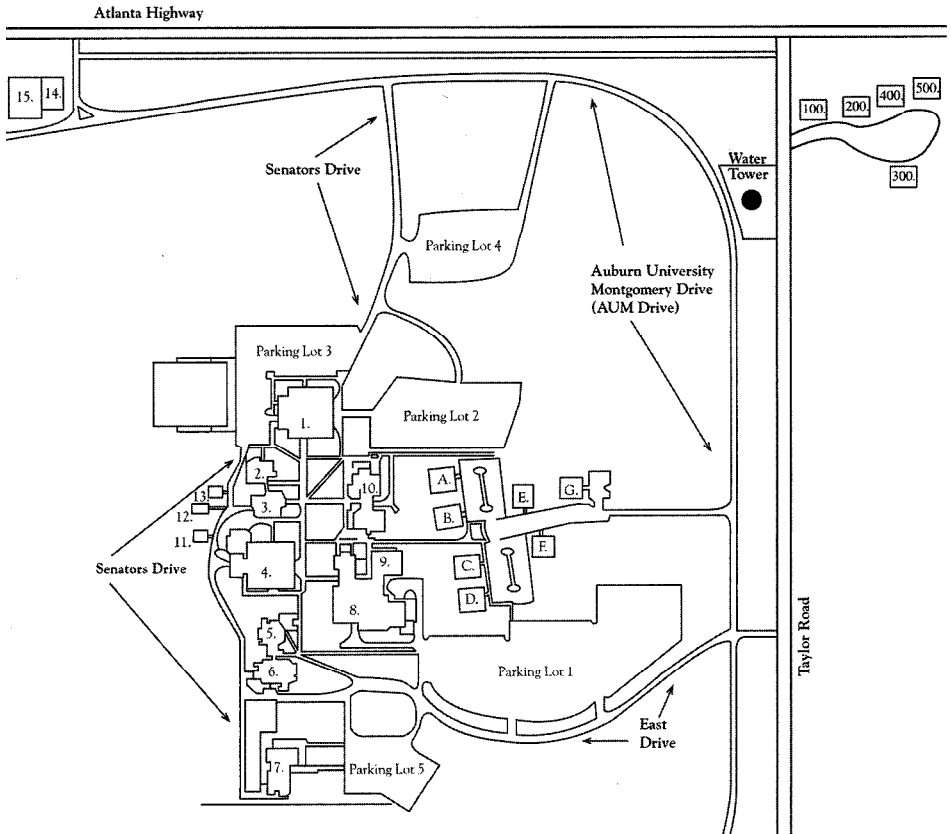 Atlanta Highway
15.
14.
100.
200.
400.
500.
300.
Water
Tower
Senators Drive
Parking Lot 4
Auburn University
Montgomery Drive
(AUM Drive)
Parking Lot 3
Parking Lot 2
1.
2.
10.
A.
E.
G.
13
3.
12.
B.
11.
F.
Senators Drive
4.
9.
C.
D.
8.
5.
6.
Parking Lot 1
Taylor Road
East
Drive
7.
Parking Lot 5